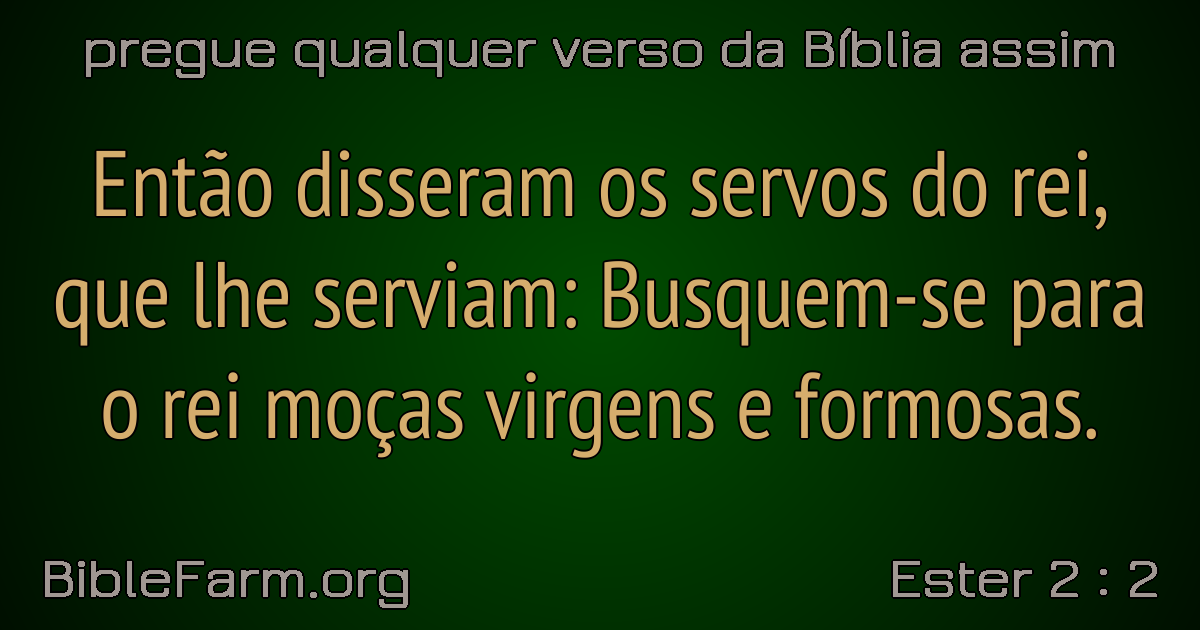 pregue qualquer verso da Bíblia assim
Então disseram os servos do rei,
que lhe serviam: Busquem-se para
o rei moças virgens e formosas.
BibleFarm.org
Ester 2 : 2